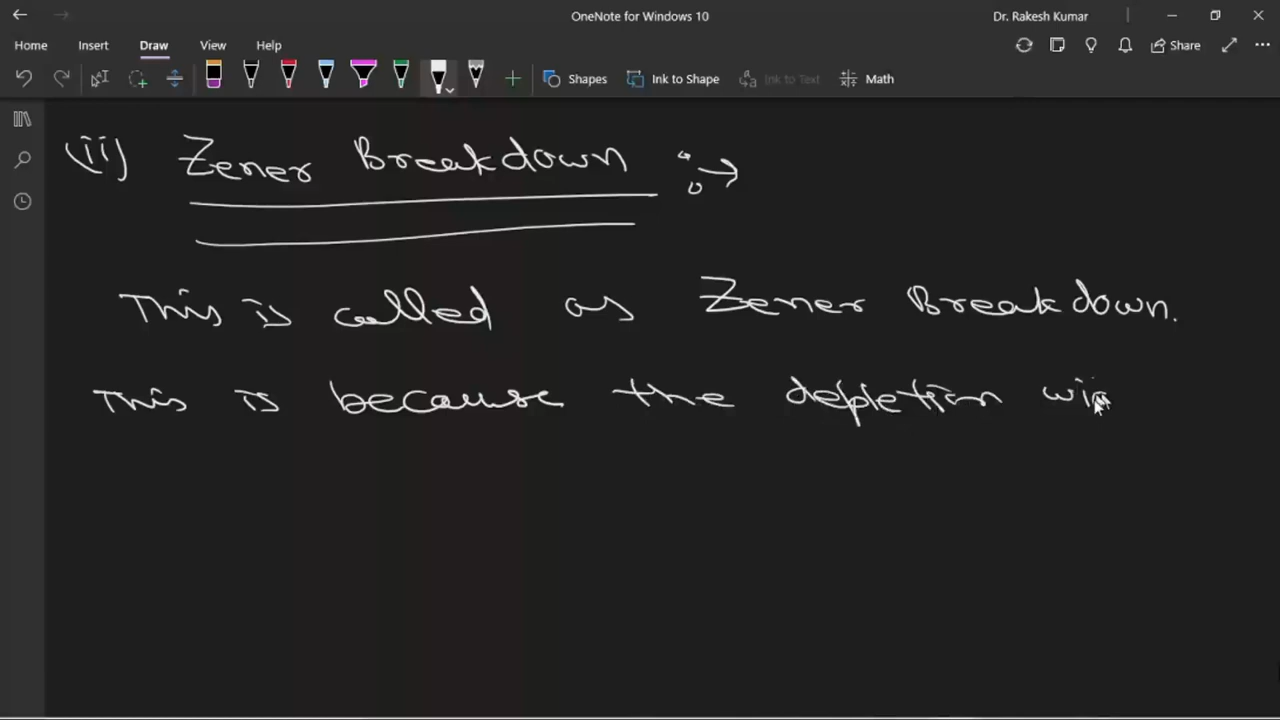 OneNote for Windows 10
Dr. Rakesh Kumar
Home Insert Draw View Help
Share
Shapes Ink to Shape Ink to Text Math
(ii) Zener Breakdown :→
This is called as Zener Breakdown.
This is because the depletion